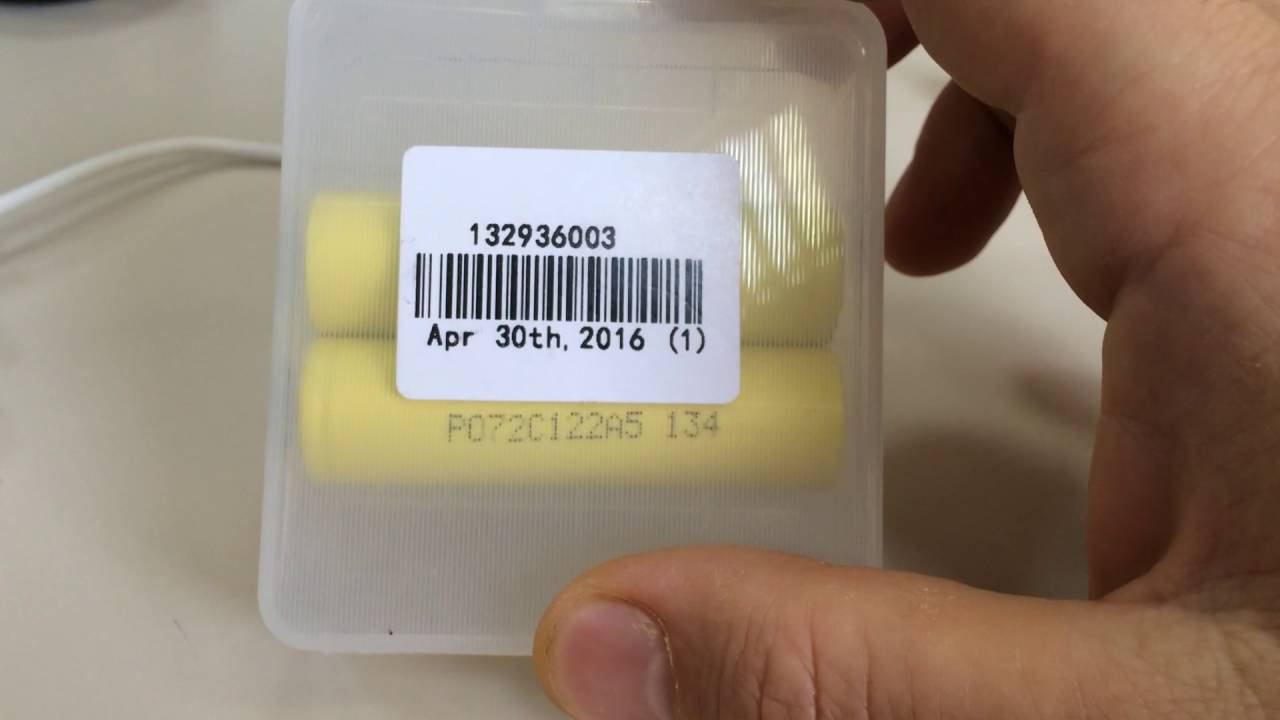 132936003
Apr 30th, 2016 (1)
P072C122A5 134